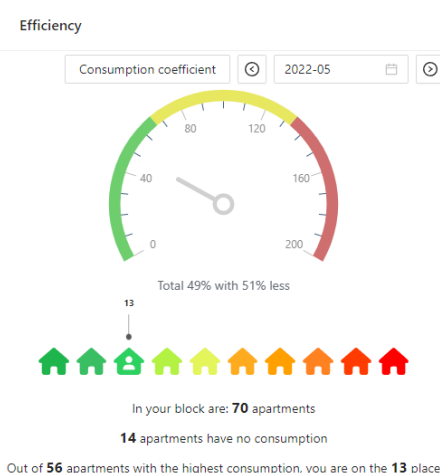 Efficiency
Consumption coefficient 2022-05
80 120
40 160
0 200
Total 49% with 51% less
13
In your block are: 70 apartments
14 apartments have no consumption
Out of 56 apartments with the highest consumption, you are on the 13 place